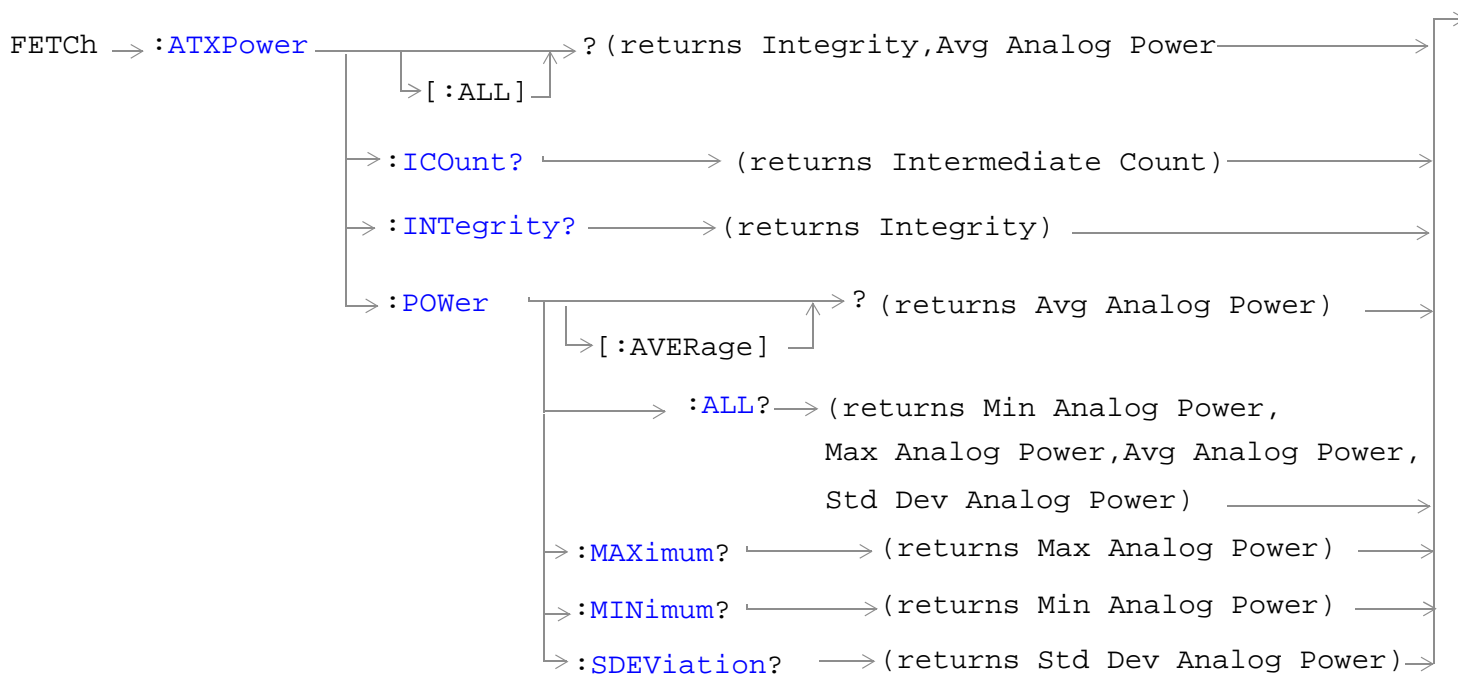 FETCh :ATXPower ?(returns Integrity,Avg Analog Power
[:ALL]
:ICOunt? (returns Intermediate Count)
:INTegrity? (returns Integrity)
:POWer ? (returns Avg Analog Power)
[:AVERage]
:ALL? (returns Min Analog Power,
Max Analog Power,Avg Analog Power,
Std Dev Analog Power)
:MAXimum? (returns Max Analog Power)
:MINimum? (returns Min Analog Power)
:SDEViation? (returns Std Dev Analog Power)